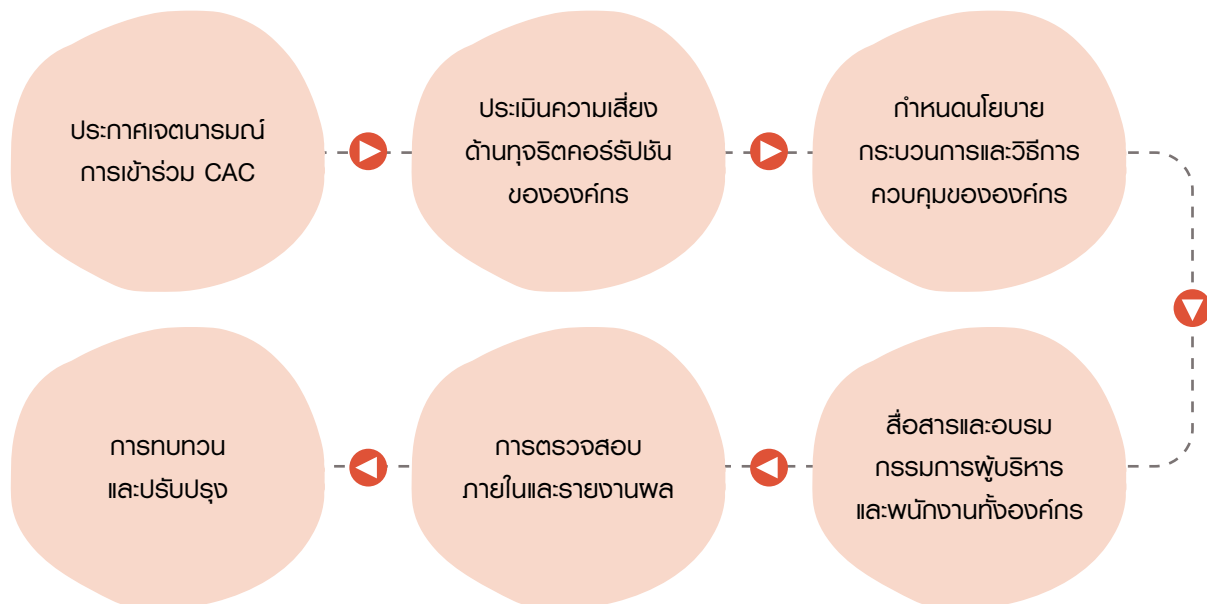 ประกาศเจตนารมณ์
การเข้าร่วม CAC
ประเมินความเสี่ยง
ด้านทุจริตคอร์รัปชัน
ขององค์กร
กำหนดนโยบาย
กระบวนการและวิธีการ
ควบคุมขององค์กร
สื่อสารและอบรม
กรรมการผู้บริหาร
และพนักงานทั้งองค์กร
การตรวจสอบ
ภายในและรายงานผล
การทบทวน
และปรับปรุง